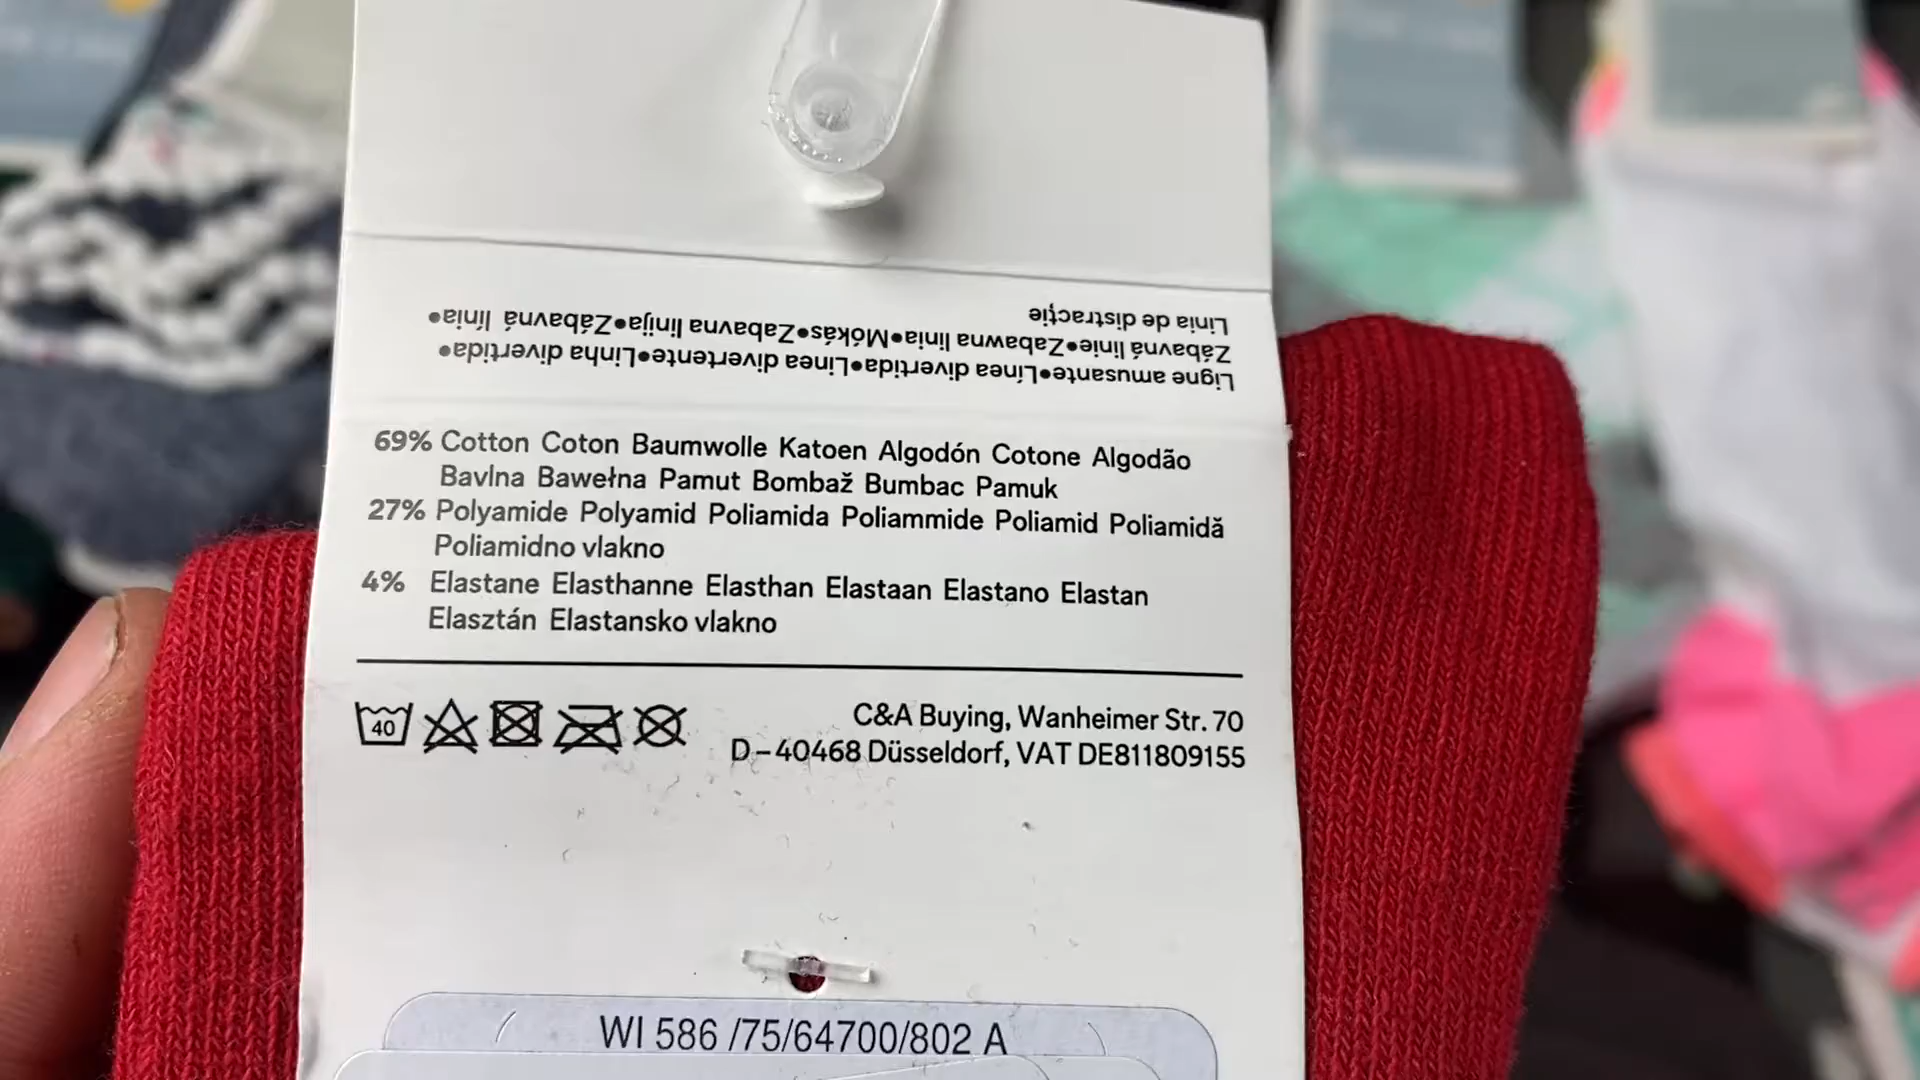 Ligne amusante•Línea divertida•Linea divertente•Linha divertida•
Zábavná linie•Zabawna linia•Mókás•Zabavna linija•Zábavná línia•
Linia de distracție
69% Cotton Coton Baumwolle Katoen Algodón Cotone Algodão
Bavlna Bawełna Pamut Bombaž Bumbac Pamuk
27% Polyamide Polyamid Poliamida Poliammide Poliamid Poliamidă
Poliamidno vlakno
4% Elastane Elasthanne Elasthan Elastaan Elastano Elastan
Elasztán Elastansko vlakno
40
C&A Buying, Wanheimer Str. 70
D-40468 Düsseldorf, VAT DE811809155
WI 586 /75/64700/802 A